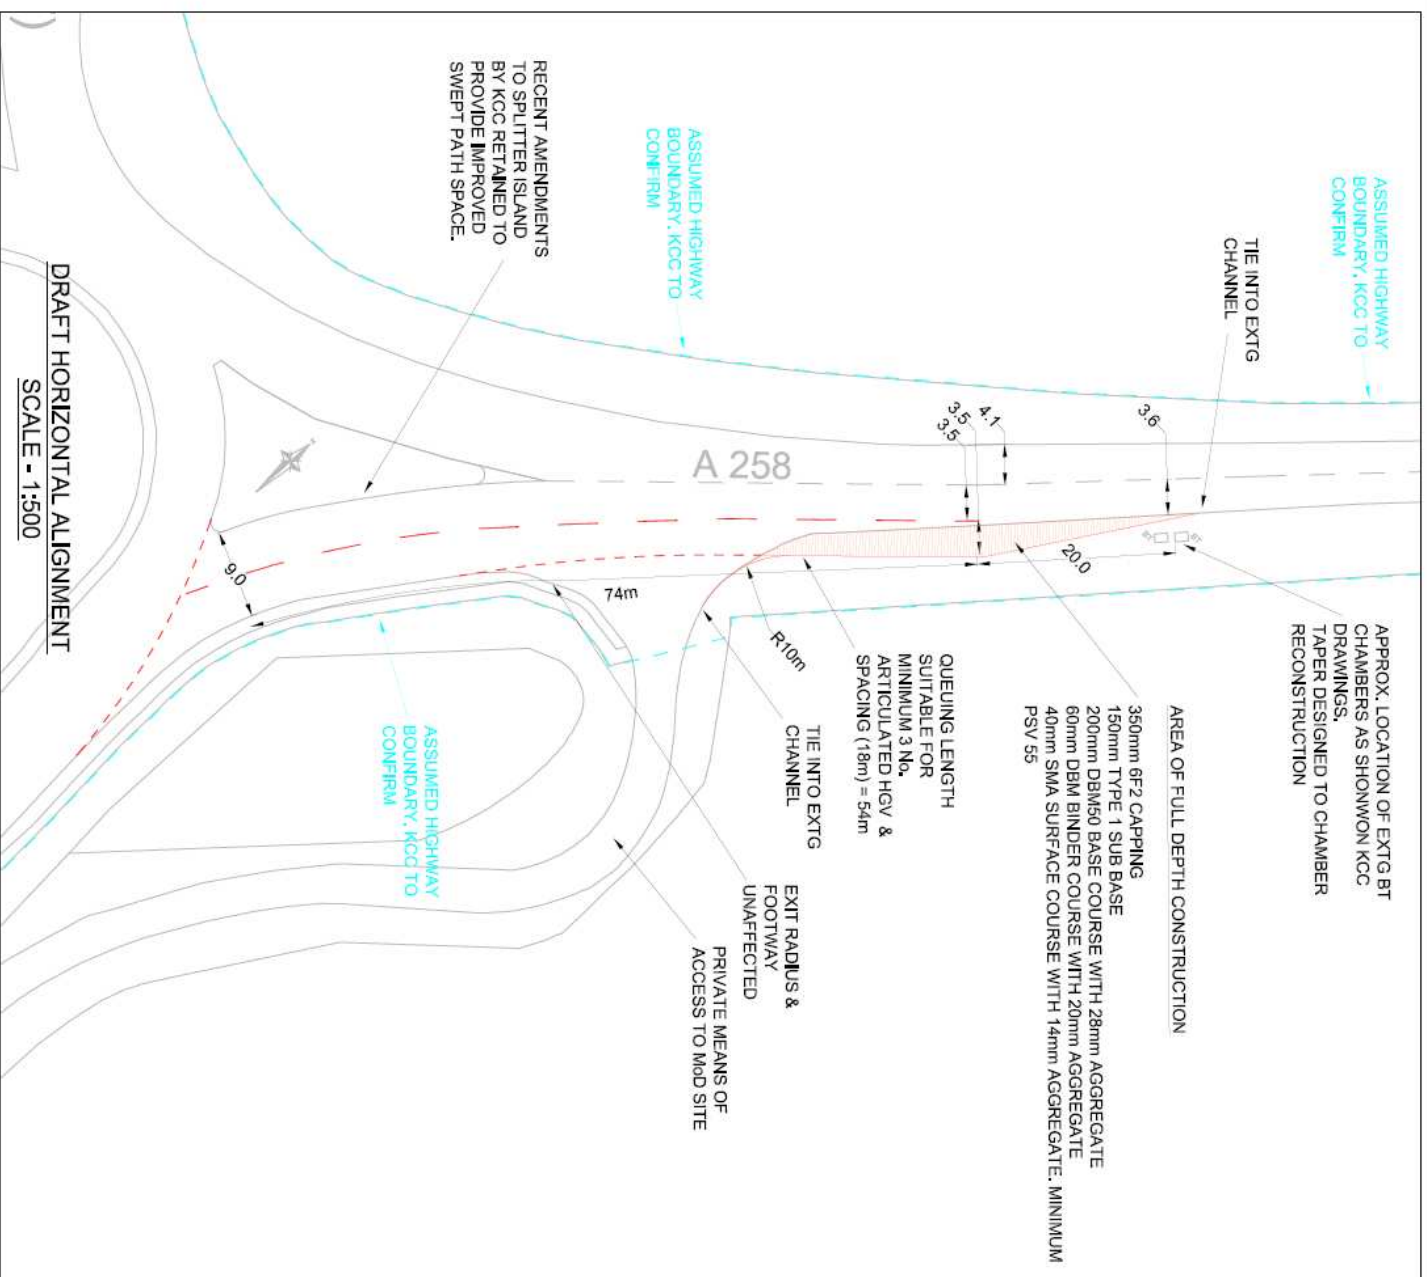 ASSUMED HIGHWAY
BOUNDARY, KCC TO
CONFIRM
TIE INTO EXTG
CHANNEL
ASSUMED HIGHWAY
BOUNDARY, KCC TO
CONFIRM
RECENT AMENDMENTS
TO SPLITTER ISLAND
BY KCC RETAINED TO
PROVIDE IMPROVED
SWEPT PATH SPACE.
3.6
4.1
3.5
3.5
A 258
BT
BT
20.0
74m
9.0
R10m
APPROX. LOCATION OF EXTG BT
CHAMBERS AS SHONWON KCC
DRAWINGS.
TAPER DESIGNED TO CHAMBER
RECONSTRUCTION
AREA OF FULL DEPTH CONSTRUCTION
350mm 6F2 CAPPING
150mm TYPE 1 SUB BASE
200mm DBM50 BASE COURSE WITH 28mm AGGREGATE
60mm DBM BINDER COURSE WITH 20mm AGGREGATE
40mm SMA SURFACE COURSE WITH 14mm AGGREGATE. MINIMUM
PSV 55
QUEUING LENGTH
SUITABLE FOR
MINIMUM 3 No.
ARTICULATED HGV &
SPACING (18m) = 54m
TIE INTO EXTG
CHANNEL
EXIT RADIUS &
FOOTWAY
UNAFFECTED
PRIVATE MEANS OF
ACCESS TO MoD SITE
ASSUMED HIGHWAY
BOUNDARY, KCC TO
CONFIRM
DRAFT HORIZONTAL ALIGNMENT
SCALE - 1:500